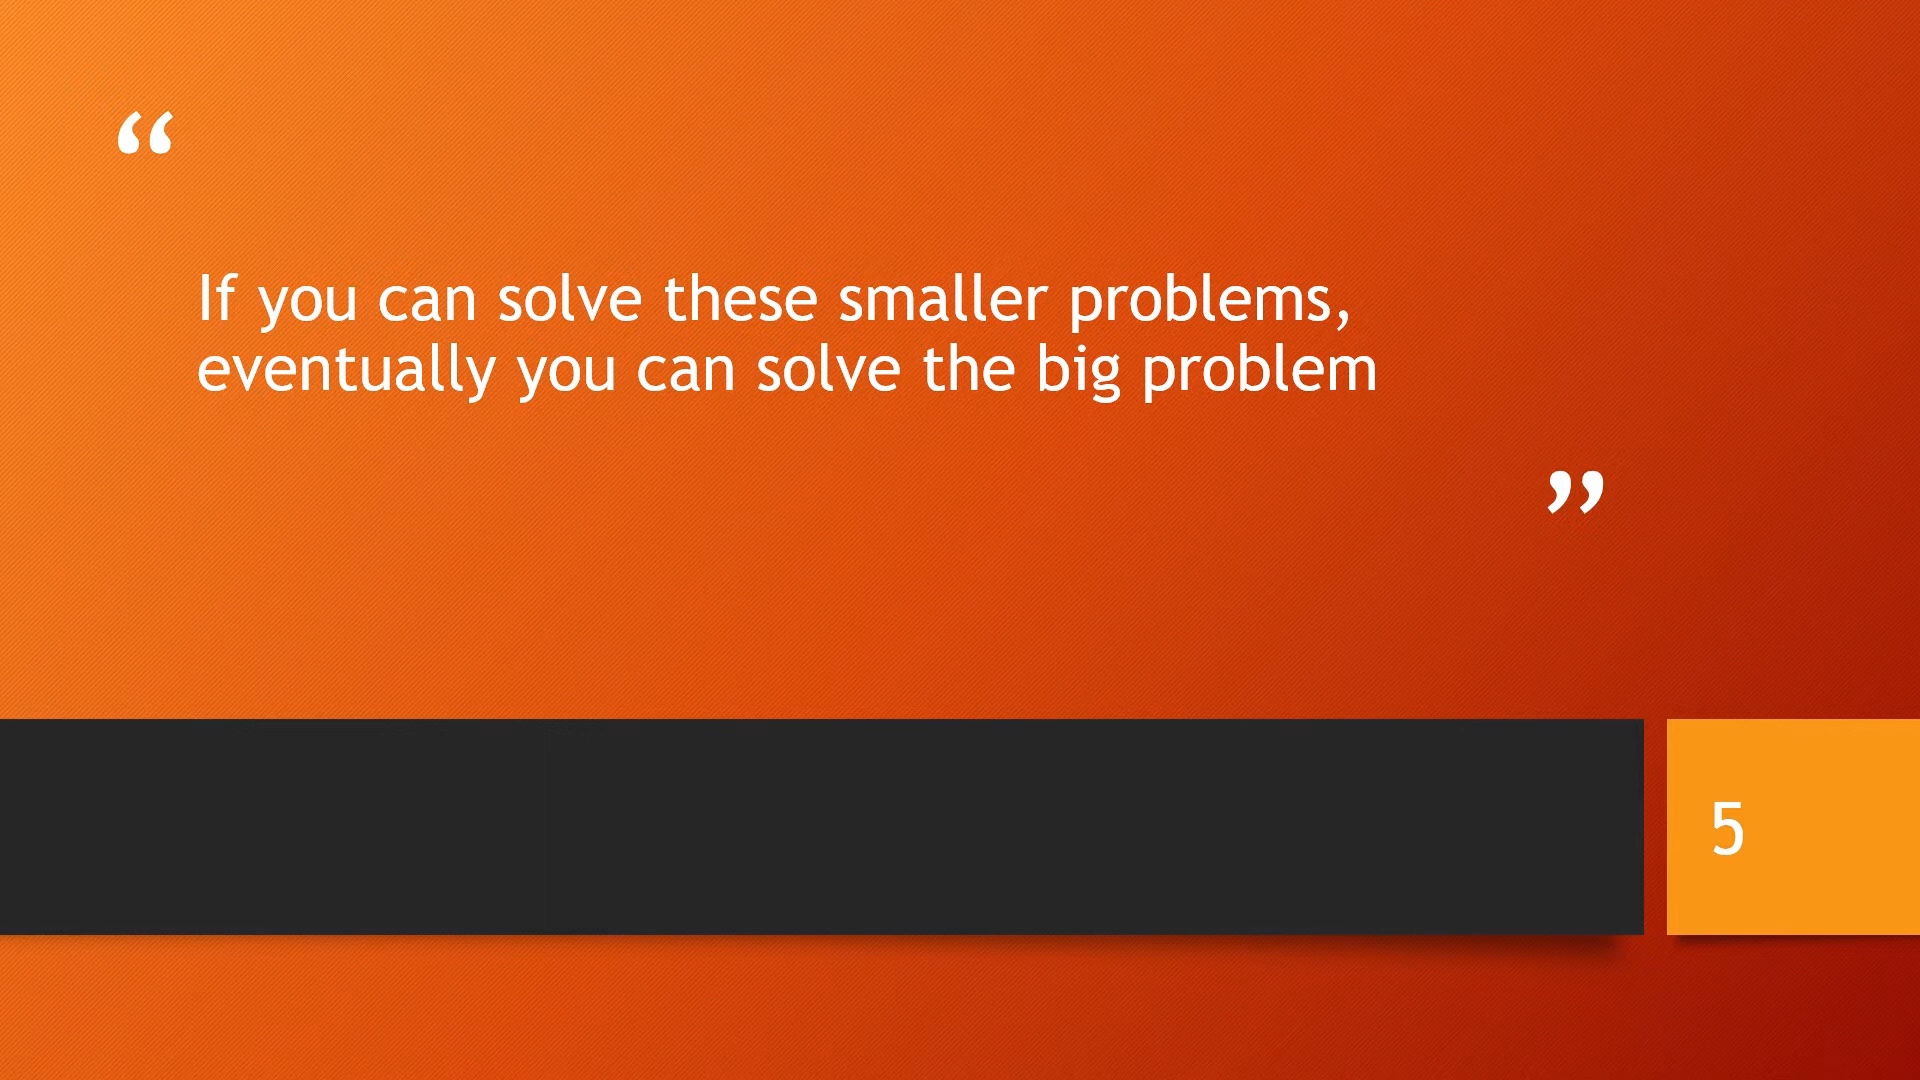 “
If you can solve these smaller problems,
eventually you can solve the big problem
”
5